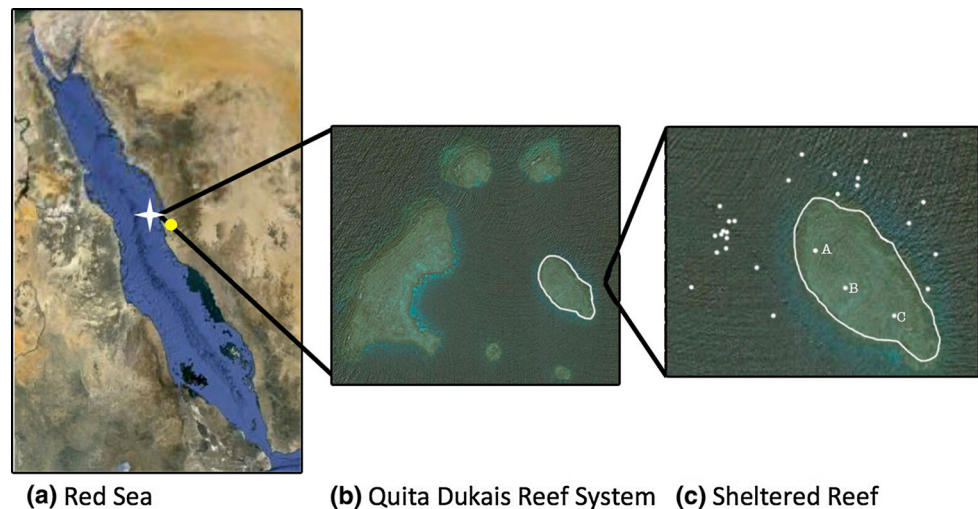 A
B
C
(a) Red Sea
(b) Quita Dukais Reef System
(c) Sheltered Reef